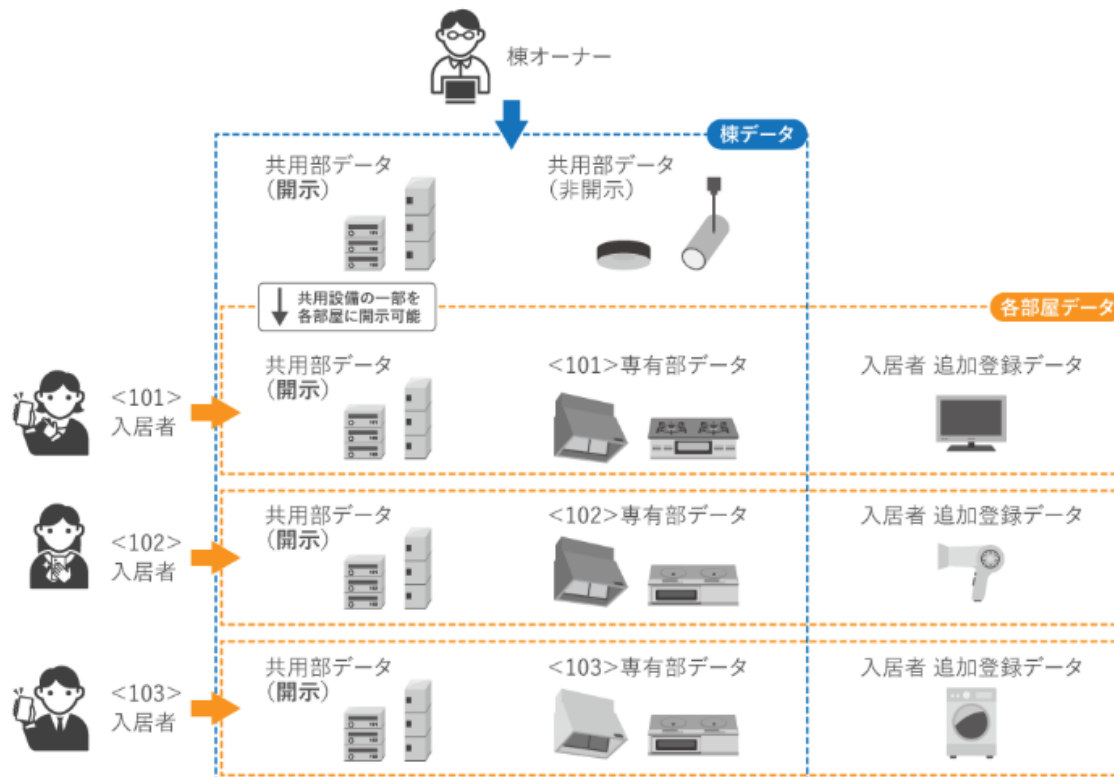 棟オーナー
棟データ
共用部データ
(開示)
共用部データ
(非開示)
共用設備の一部を
各部屋に開示可能
各部屋データ
<101>
入居者
共用部データ
(開示)
<101>専有部データ
入居者 追加登録データ
<102>
入居者
共用部データ
(開示)
<102>専有部データ
入居者 追加登録データ
<103>
入居者
共用部データ
(開示)
<103>専有部データ
入居者 追加登録データ